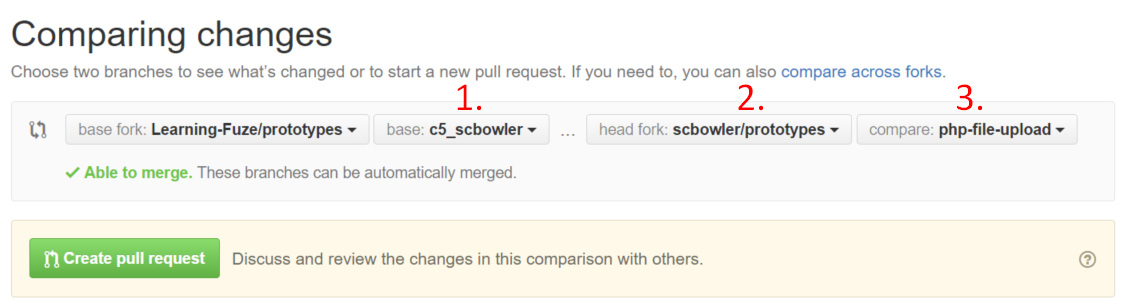 Comparing changes
Choose two branches to see what's changed or to start a new pull request. If you need to, you can also compare across forks.
1. 2. 3.
base fork: Learning-Fuze/prototypes base: c5_scbowler ... head fork: scbowler/prototypes compare: php-file-upload
Able to merge. These branches can be automatically merged.
Create pull request Discuss and review the changes in this comparison with others. ?